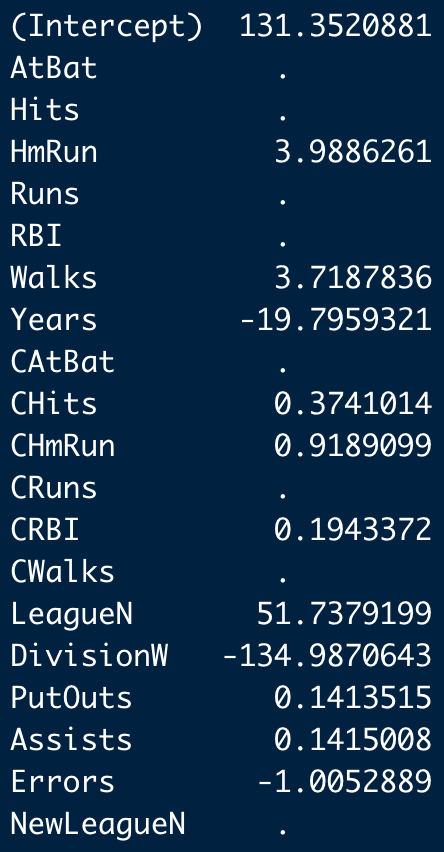 (Intercept) 131.3520881
AtBat .
Hits .
HmRun 3.9886261
Runs .
RBI .
Walks 3.7187836
Years -19.7959321
CAtBat .
CHits 0.3741014
CHmRun 0.9189099
CRuns .
CRBI 0.1943372
CWalks .
LeagueN 51.7379199
DivisionW -134.9870643
PutOuts 0.1413515
Assists 0.1415008
Errors -1.0052889
NewLeagueN .